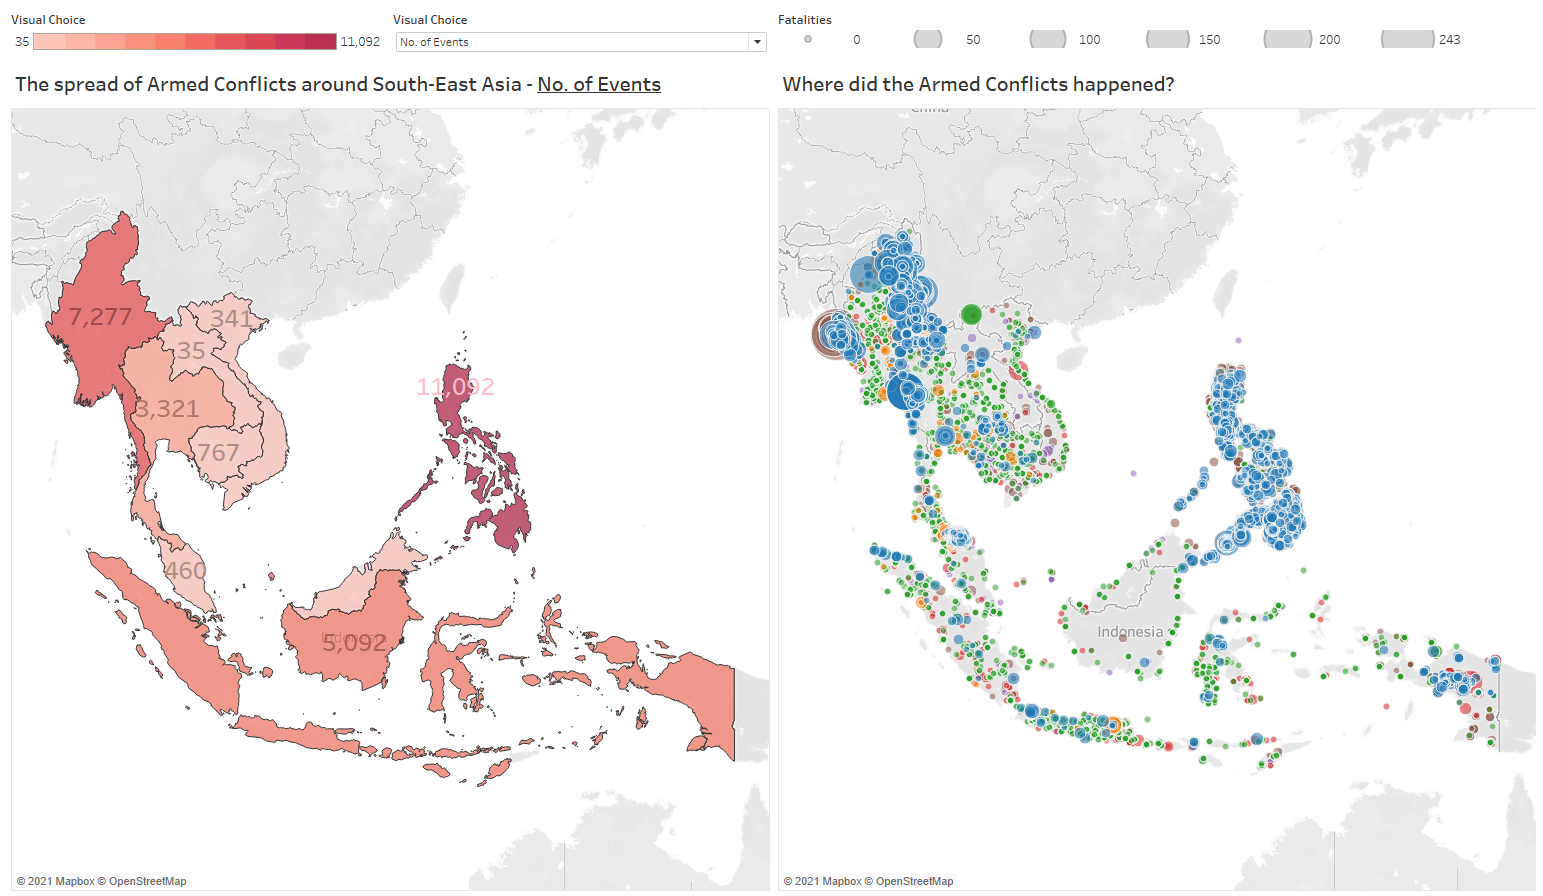 Visual Choice
35
11,092
Visual Choice
No. of Events
Fatalities
0
50
100
150
200
243
The spread of Armed Conflicts around South-East Asia - No. of Events
Where did the Armed Conflicts happened?
7,277
341
35
3,321
767
11,092
460
Indonesia
5,092
© 2021 Mapbox © OpenStreetMap
China
Indonesia
© 2021 Mapbox © OpenStreetMap